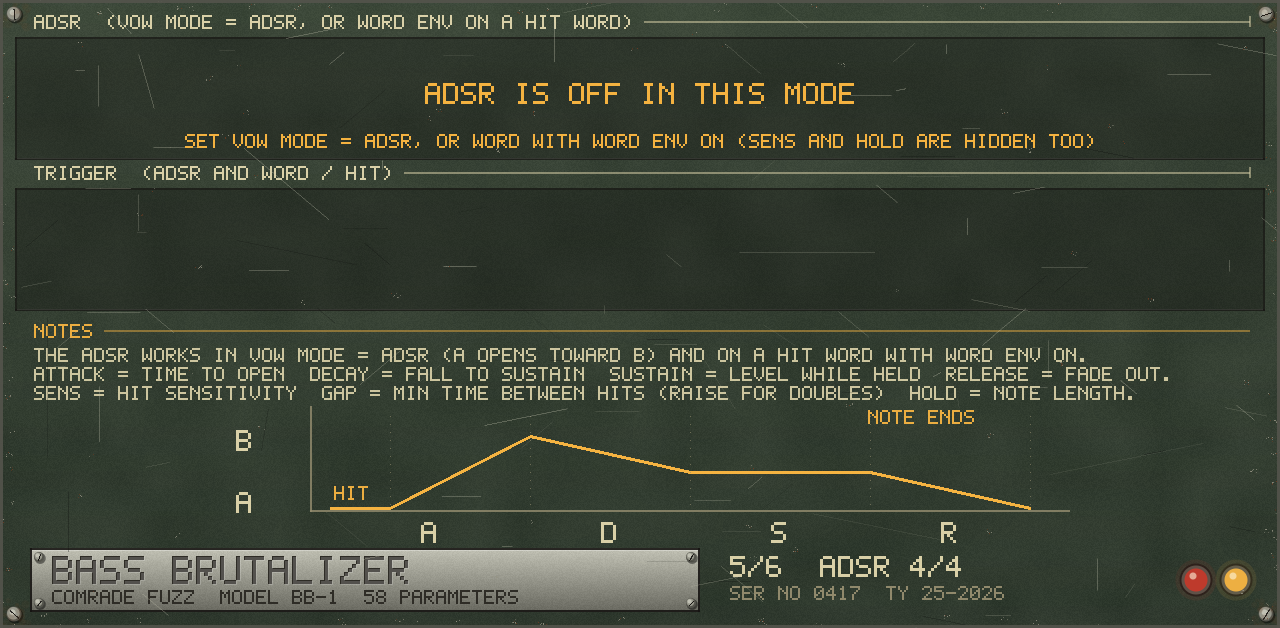 ADSR (VOW MODE = ADSR, OR WORD ENV ON A HIT WORD)
ADSR IS OFF IN THIS MODE
SET VOW MODE = ADSR, OR WORD WITH WORD ENV ON (SENS AND HOLD ARE HIDDEN TOO)
TRIGGER (ADSR AND WORD / HIT)
NOTES
THE ADSR WORKS IN VOW MODE = ADSR (A OPENS TOWARD B) AND ON A HIT WORD WITH WORD ENV ON.
ATTACK = TIME TO OPEN DECAY = FALL TO SUSTAIN SUSTAIN = LEVEL WHILE HELD RELEASE = FADE OUT.
SENS = HIT SENSITIVITY GAP = MIN TIME BETWEEN HITS (RAISE FOR DOUBLES) HOLD = NOTE LENGTH.
NOTE ENDS
B
HIT
A
A D S R
BASS BRUTALIZER
COMRADE FUZZ MODEL BB-1 58 PARAMETERS
5/6 ADSR 4/4
SER NO 0417 TY 25-2026